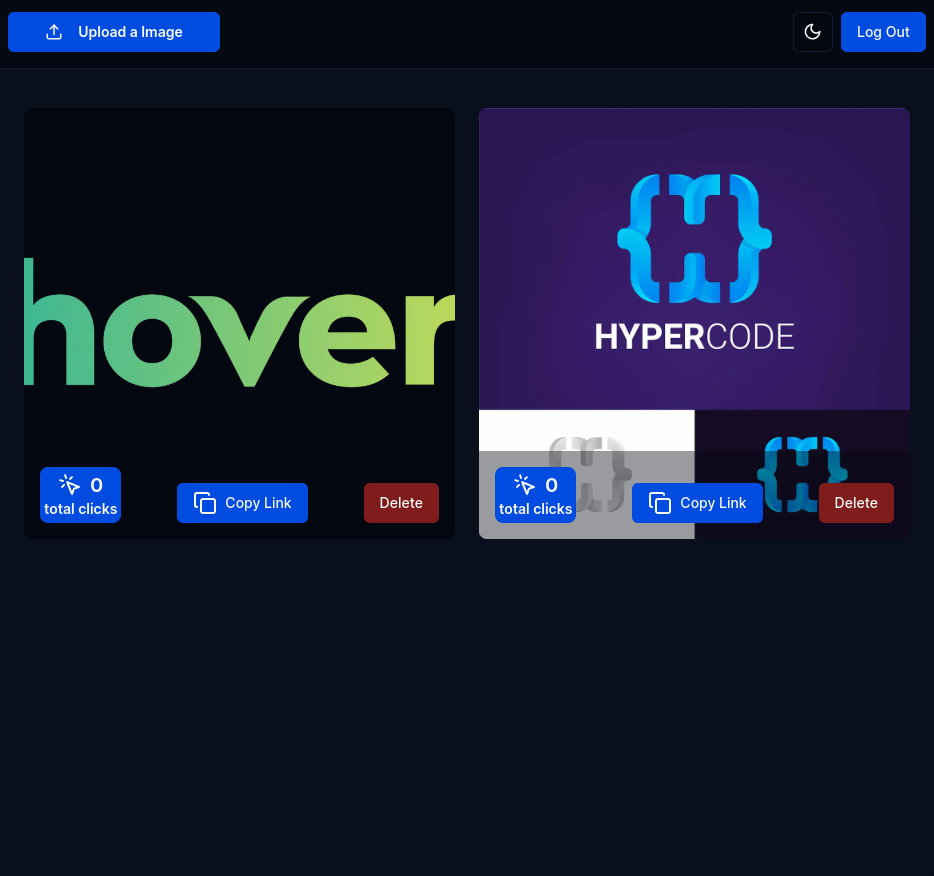 Upload a Image
Log Out
hover
HYPERCODE
0
total clicks
Copy Link
Delete
0
total clicks
Copy Link
Delete